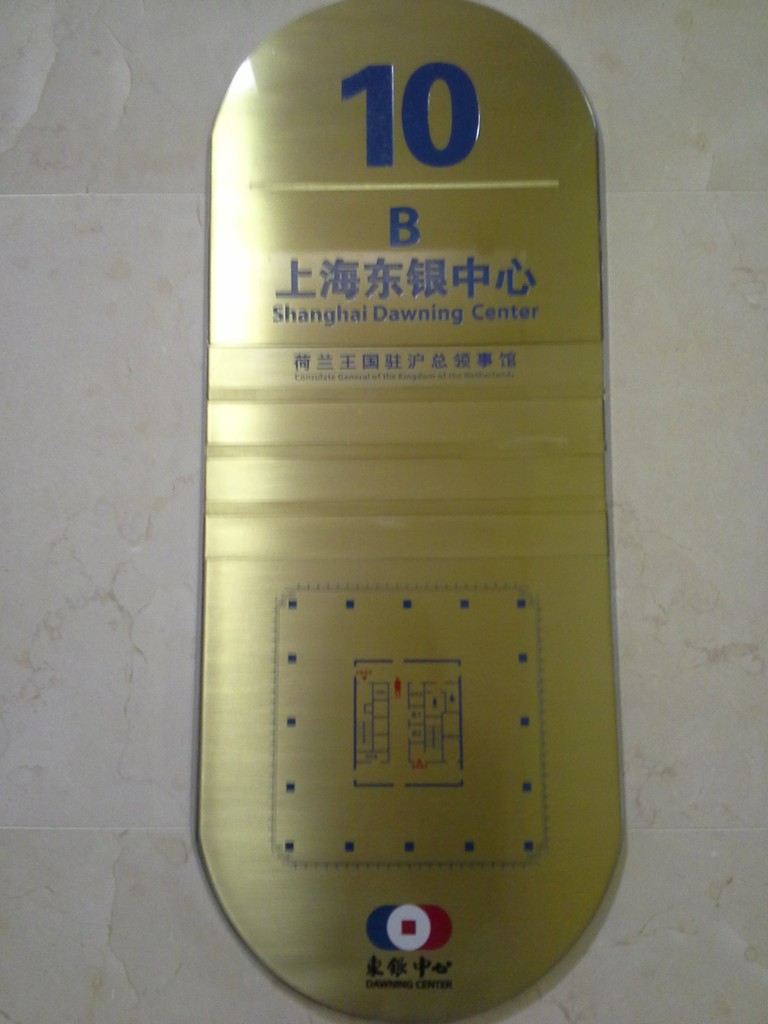 10
B
上海东银中心
Shanghai Dawning Center
荷兰王国驻沪总领事馆
Consulate General of the Kingdom of the Netherlands
東銀中心
DAWNING CENTER